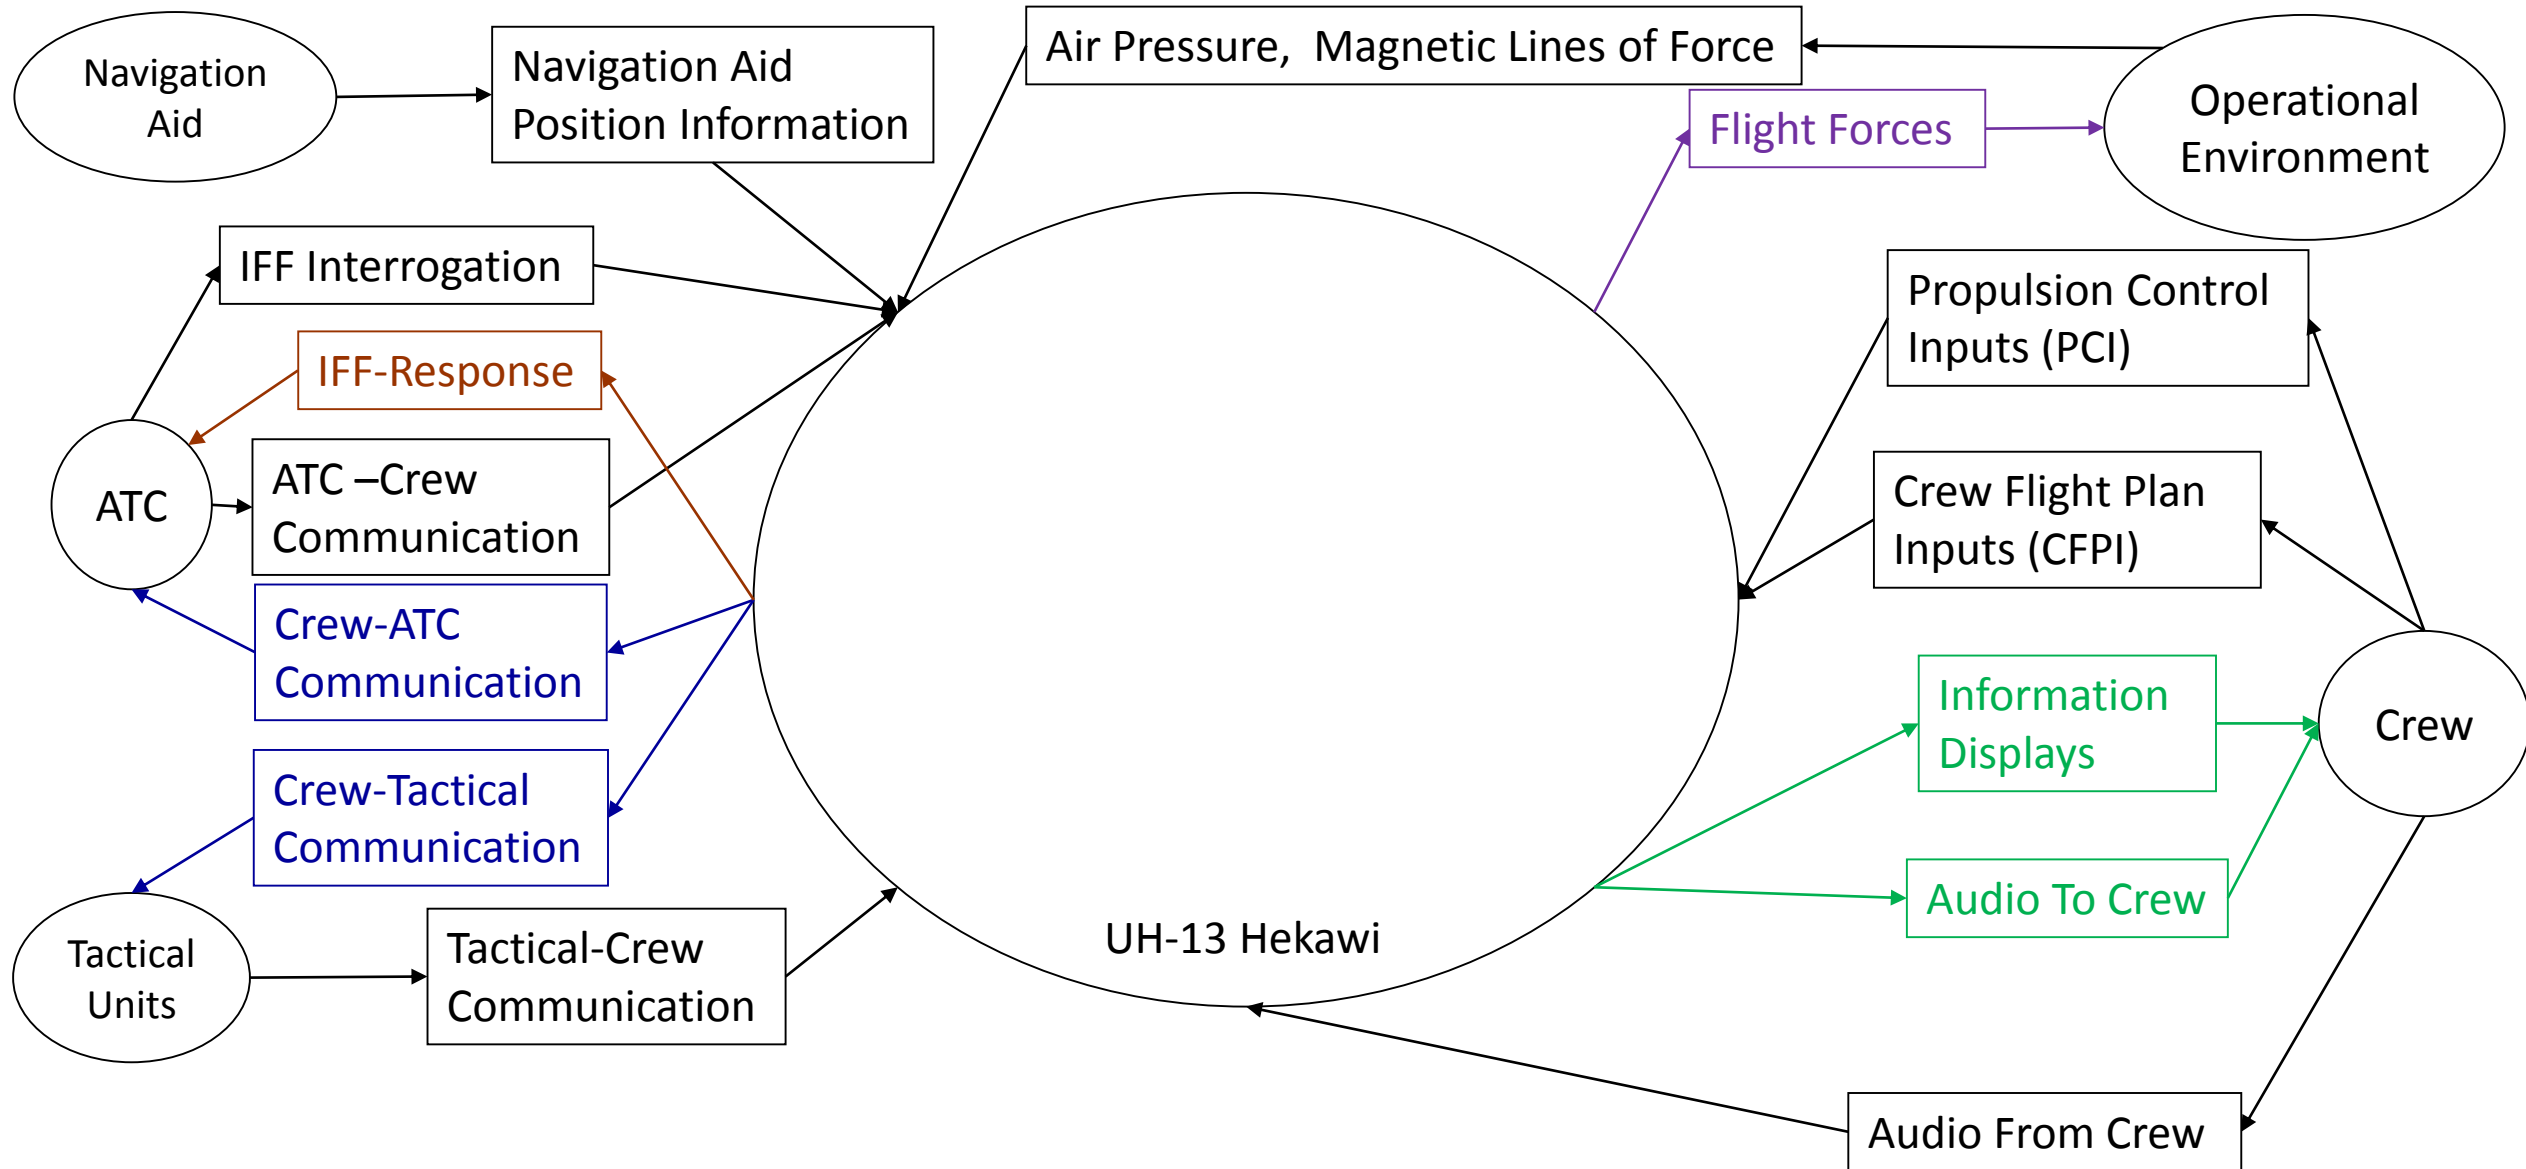 Navigation
Aid
Navigation Aid
Position Information
Air Pressure,  Magnetic Lines of Force
Flight Forces
Operational
Environment
IFF Interrogation
IFF-Response
ATC
ATC –Crew
Communication
Crew-ATC
Communication
Crew-Tactical
Communication
Tactical
Units
Tactical-Crew
Communication
UH-13 Hekawi
Propulsion Control
Inputs (PCI)
Crew Flight Plan
Inputs (CFPI)
Information
Displays
Crew
Audio To Crew
Audio From Crew